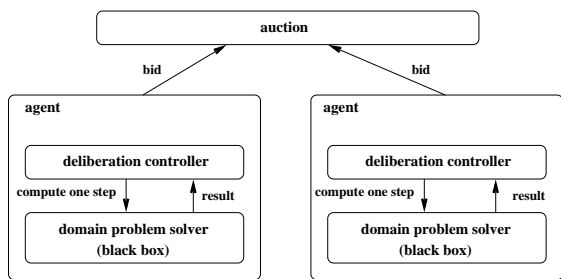 auction
bid
bid
agent
agent
deliberation controller
deliberation controller
compute one step
result
compute one step
result
domain problem solver
(black box)
domain problem solver
(black box)